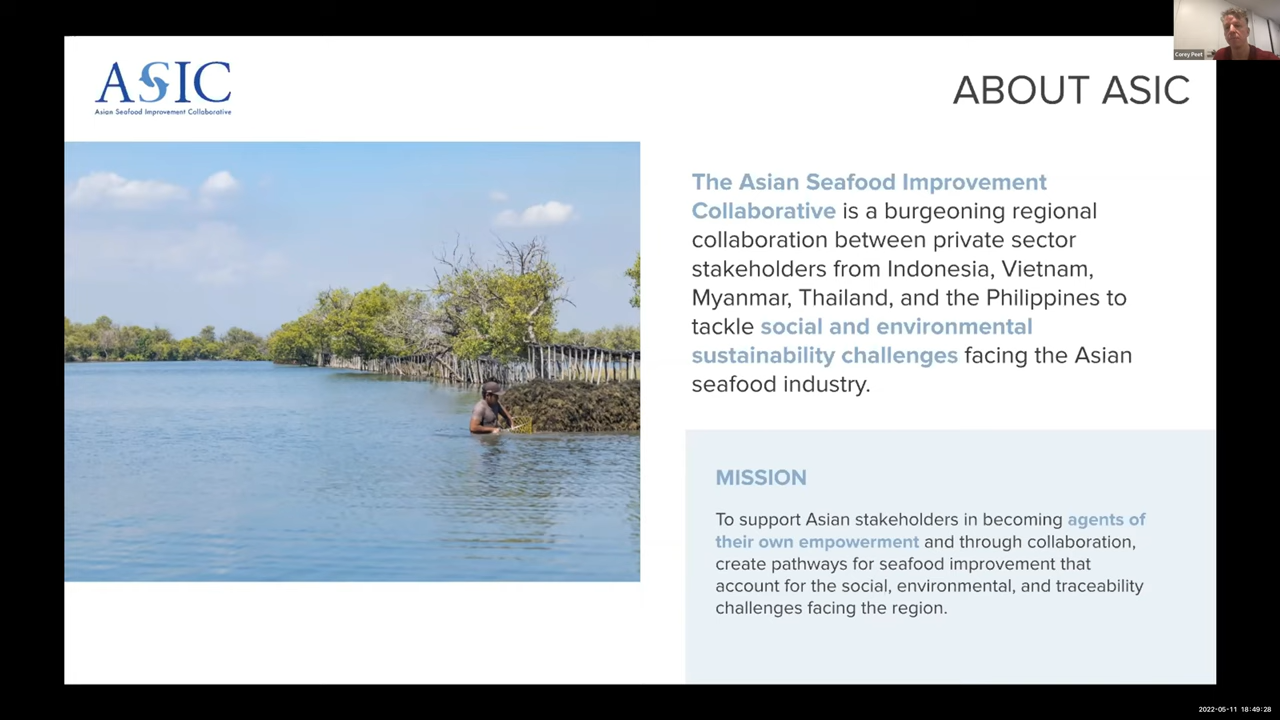 ASIC
Asian Seafood Improvement Collaborative
ABOUT ASIC
Corey Peet
The Asian Seafood Improvement
Collaborative is a burgeoning regional
collaboration between private sector
stakeholders from Indonesia, Vietnam,
Myanmar, Thailand, and the Philippines to
tackle social and environmental
sustainability challenges facing the Asian
seafood industry.
MISSION
To support Asian stakeholders in becoming agents of
their own empowerment and through collaboration,
create pathways for seafood improvement that
account for the social, environmental, and traceability
challenges facing the region.
2022-05-11 18:49:28